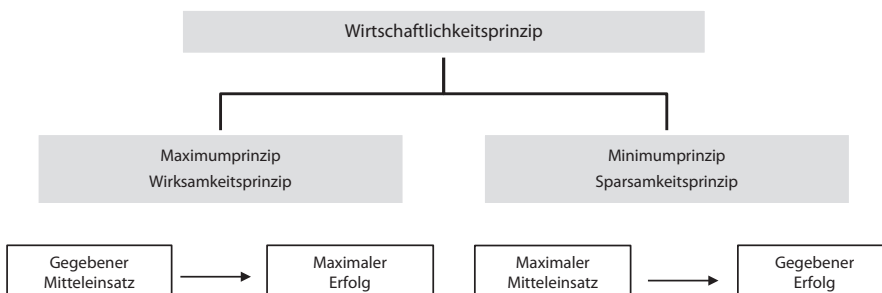 Wirtschaftlichkeitsprinzip
Maximumprinzip
Wirksamkeitsprinzip
Minimumprinzip
Sparsamkeitsprinzip
Gegebener
Mitteleinsatz
Maximaler
Erfolg
Maximaler
Mitteleinsatz
Gegebener
Erfolg